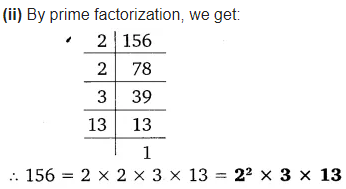 (ii) By prime factorization, we get:
2 | 156
2 | 78
3 | 39
13 | 13
| 1
∴ 156 = 2 × 2 × 3 × 13 = 2² × 3 × 13